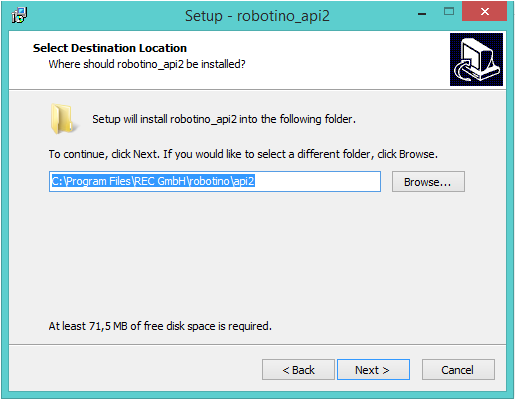 Setup - robotino_api2
Select Destination Location
Where should robotino_api2 be installed?
Setup will install robotino_api2 into the following folder.
To continue, click Next. If you would like to select a different folder, click Browse.
C:\Program Files\REC GmbH\robotino\api2
Browse...
At least 71,5 MB of free disk space is required.
< Back
Next >
Cancel